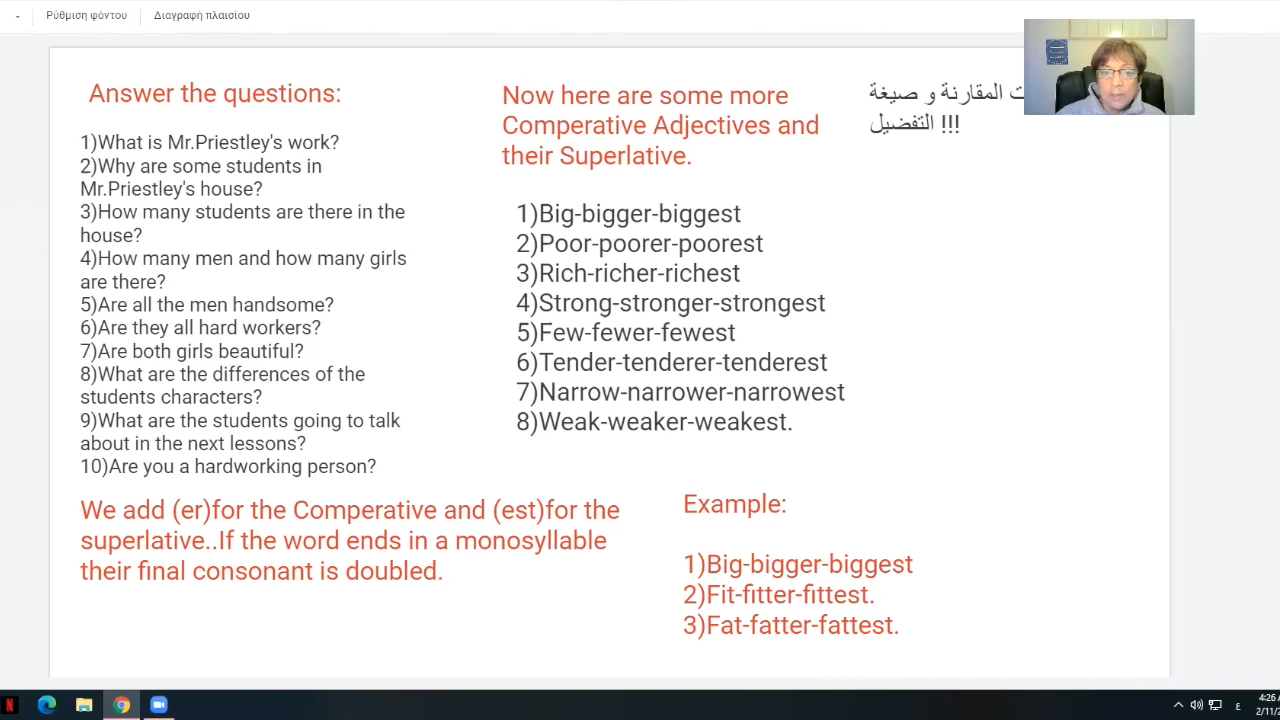 Ρύθμιση φόντου
Διαγραφή πλαισίου
Answer the questions:
1)What is Mr.Priestley's work?
2)Why are some students in
Mr.Priestley's house?
3)How many students are there in the
house?
4)How many men and how many girls
are there?
5)Are all the men handsome?
6)Are they all hard workers?
7)Are both girls beautiful?
8)What are the differences of the
students characters?
9)What are the students going to talk
about in the next lessons?
10)Are you a hardworking person?
Now here are some more
Comperative Adjectives and
their Superlative.
1)Big-bigger-biggest
2)Poor-poorer-poorest
3)Rich-richer-richest
4)Strong-stronger-strongest
5)Few-fewer-fewest
6)Tender-tenderer-tenderest
7)Narrow-narrower-narrowest
8)Weak-weaker-weakest.
المقارنة و صيغة
التفضيل !!!
We add (er)for the Comperative and (est)for the
superlative..If the word ends in a monosyllable
their final consonant is doubled.
Example:
1)Big-bigger-biggest
2)Fit-fitter-fittest.
3)Fat-fatter-fattest.
N
ع
4:26
2/11/2